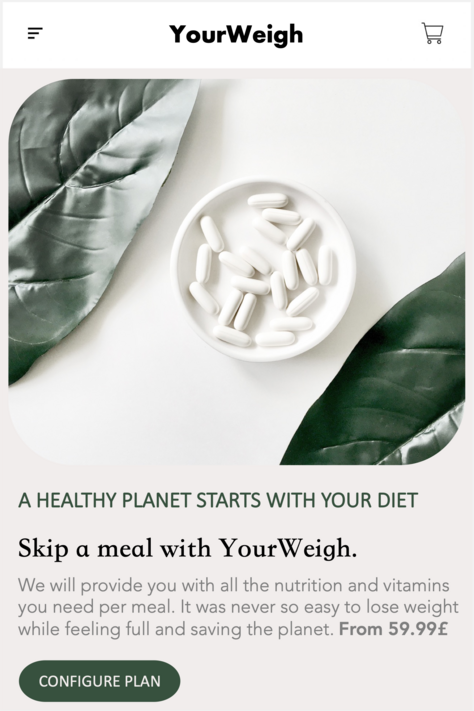 YourWeigh
A HEALTHY PLANET STARTS WITH YOUR DIET
Skip a meal with YourWeigh.
We will provide you with all the nutrition and vitamins
you need per meal. It was never so easy to lose weight
while feeling full and saving the planet. From 59.99£
CONFIGURE PLAN